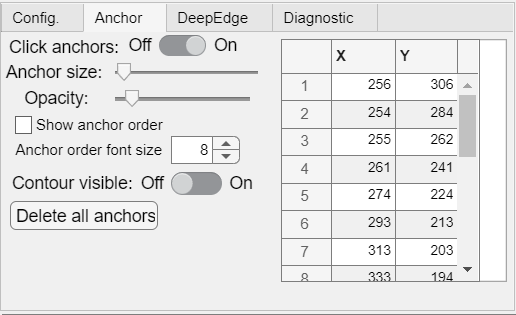 Config. Anchor DeepEdge Diagnostic
Click anchors: Off On
Anchor size:
Opacity:
Show anchor order
Anchor order font size 8
Contour visible: Off On
Delete all anchors
X Y
1 256 306
2 254 284
3 255 262
4 261 241
5 274 224
6 293 213
7 313 203
8 333 194